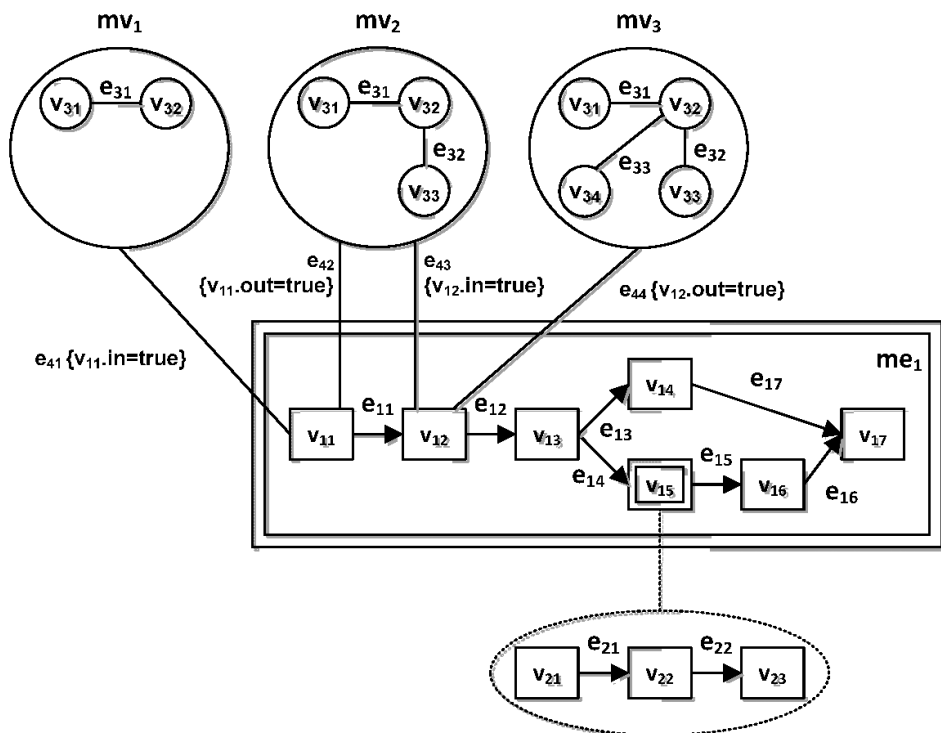 mv₁ mv₂ mv₃
v₃₁ e₃₁ v₃₂ v₃₁ e₃₁ v₃₂ v₃₁ e₃₁ v₃₂
e₃₂ e₃₃ e₃₂
v₃₃ v₃₄ v₃₃
e₄₂ e₄₃
{v₁₁.out=true} {v₁₂.in=true} e₄₄ {v₁₂.out=true}
e₄₁ {v₁₁.in=true} me₁
v₁₄ e₁₇
e₁₁ e₁₂
v₁₁ v₁₂ v₁₃ e₁₃ v₁₇
e₁₄ e₁₅
v₁₅ v₁₆ e₁₆
e₂₁ e₂₂
v₂₁ v₂₂ v₂₃